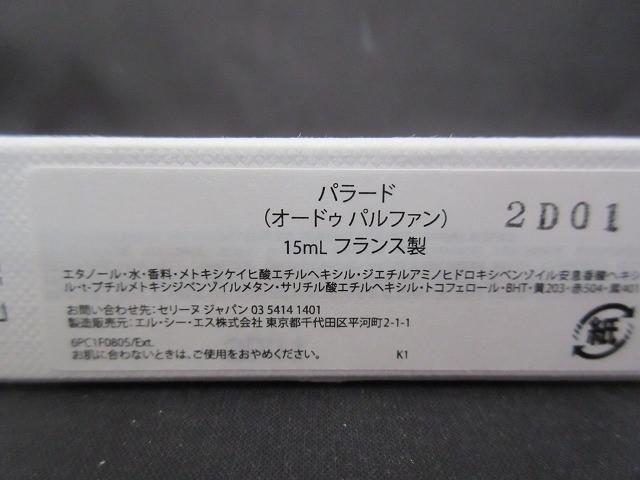 パラード
(オードゥ パルファン)
2D01
15mL フランス製
エタノール・水・香料・メトキシケイヒ酸エチルヘキシル・ジエチルアミノヒドロキシベンゾイル安息香酸ヘキシ
ル・t-ブチルメトキシジベンゾイルメタン・サリチル酸エチルヘキシル・トコフェロール・BHT・黄203・赤504・紫401
お問い合わせ先: セリーヌ ジャパン 03 5414 1401
製造販売元: エル・シー・エス株式会社 東京都千代田区平河町2-1-1
6PC1F0805/Ext.
お肌に合わないときは、ご使用をおやめください。 K1
紙